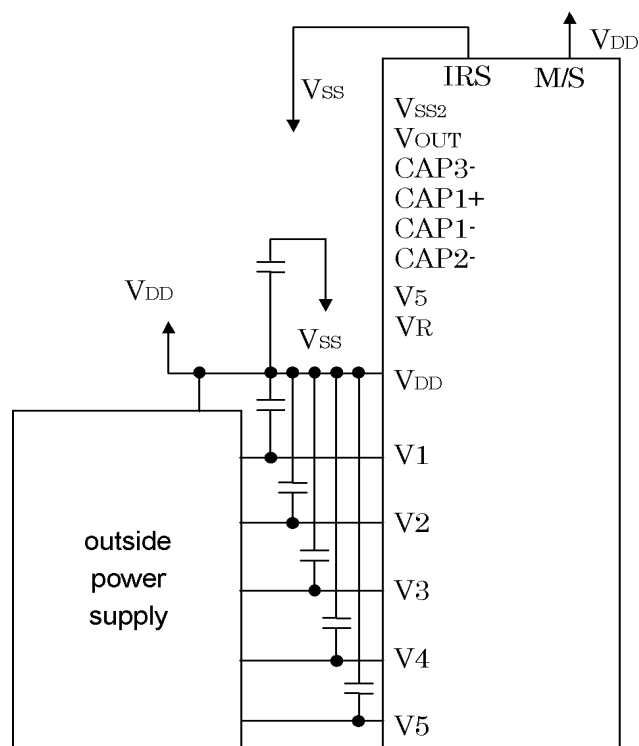 VDD
IRS M/S
VSS
VSS2
VOUT
CAP3-
CAP1+
CAP1-
CAP2-
VDD
V5
VR
VSS
VDD
V1
V2
outside
power
supply
V3
V4
V5